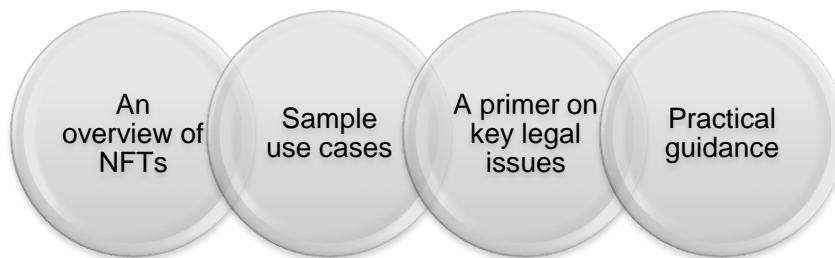 An
overview of
NFTs
Sample
use cases
A primer on
key legal
issues
Practical
guidance